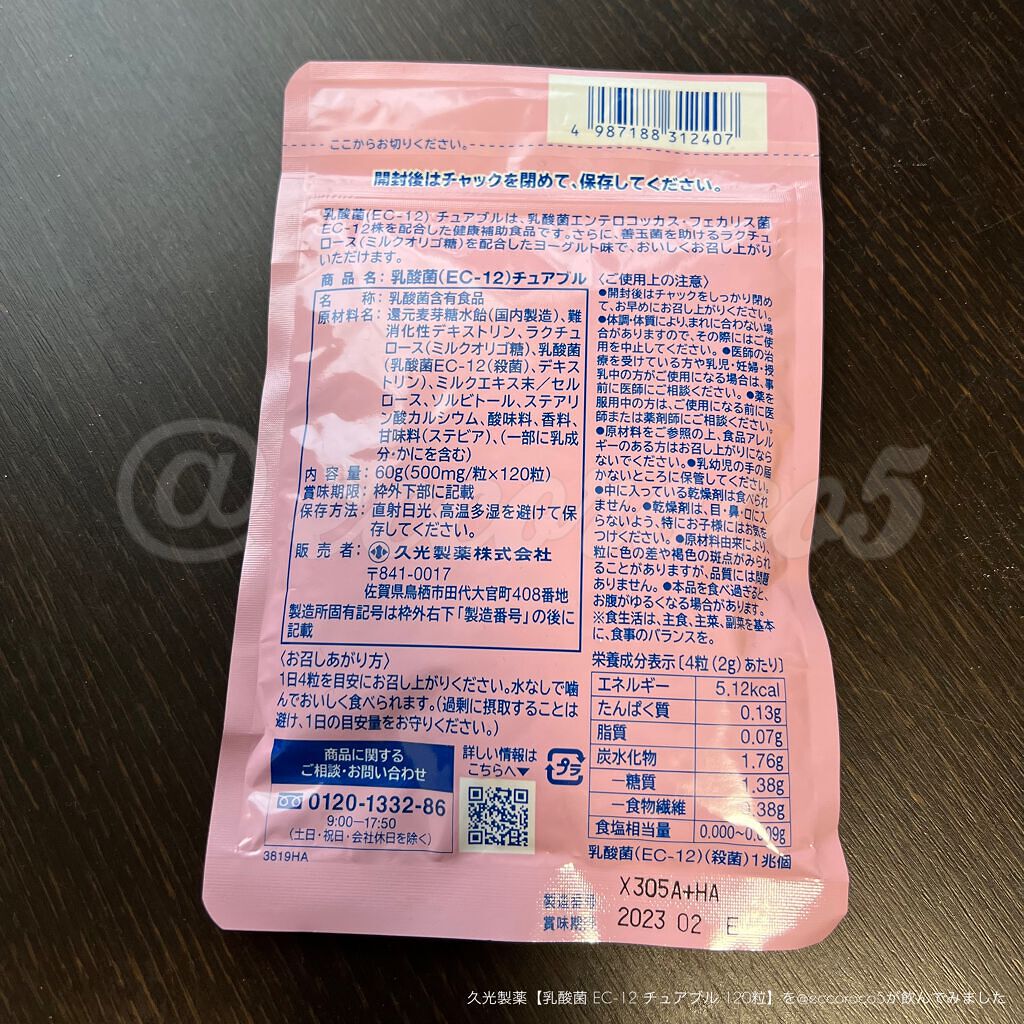 4 987188 312407
ここからお切りください。
開封後はチャックを閉めて、保存してください。
乳酸菌(EC-12) チュアブルは、乳酸菌エンテロコッカス・フェカリス菌
EC-12株を配合した健康補助食品です。さらに、善玉菌を助けるラクチュ
ロース(ミルクオリゴ糖)を配合したヨーグルト味で、おいしくお召し上がり
いただけます。
商品名：乳酸菌(EC-12)チュアブル
名称：乳酸菌含有食品
原材料名：還元麦芽糖水飴(国内製造)、難
消化性デキストリン、ラクチュ
ロース(ミルクオリゴ糖)、乳酸菌
(乳酸菌EC-12(殺菌)、デキス
トリン)、ミルクエキス末／セル
ロース、ソルビトール、ステアリ
ン酸カルシウム、酸味料、香料、
甘味料(ステビア)、(一部に乳成
分・かにを含む)
内容量：60g(500mg/粒×120粒)
賞味期限：枠外下部に記載
保存方法：直射日光、高温多湿を避けて保
存してください。
販売者：久光製薬株式会社
〒841-0017
佐賀県鳥栖市田代大官町408番地
製造所固有記号は枠外右下「製造番号」の後に
記載
〈お召しあがり方〉
1日4粒を目安にお召し上がりください。水なしで噛
んでおいしく食べられます。(過剰に摂取することは
避け、1日の目安量をお守りください。)
商品に関する
ご相談・お問い合わせ
0120-1332-86
9:00―17:50
(土・日・祝日・会社休日を除く)
3819HA
詳しい情報は
こちらへ▼
プラ
〈ご使用上の注意〉
●開封後はチャックをしっかり閉め
て、お早めにお召し上がりください。
●体調・体質により、まれに合わない場
合がありますので、その際にはご使
用を中止してください。●医師の治
療を受けている方や乳児・妊婦・授
乳中の方がご使用になる場合は、事
前に医師にご相談ください。●薬を
服用中の方は、ご使用になる前に医
師または薬剤師にご相談ください。
●原材料をご参照の上、食品アレル
ギーのある方はお召し上がりになら
ないでください。●乳幼児の手の届
かないところに保管してください。
●中に入っている乾燥剤は食べられ
ません。●乾燥剤は、目・鼻・口に入
らないよう、特にお子様にはお気を
つけください。●原材料由来により、
粒に色の差や褐色の斑点がみられ
ることがありますが、品質には問題
ありません。●本品を食べ過ぎると、
お腹がゆるくなる場合があります。
※食生活は、主食、主菜、副菜を基本
に、食事のバランスを。
栄養成分表示〔4粒(2g)あたり〕
エネルギー 5.12kcal
たんぱく質 0.13g
脂質 0.07g
炭水化物 1.76g
―糖質 1.38g
―食物繊維 0.38g
食塩相当量 0.000~0.009g
乳酸菌(EC-12)(殺菌)1兆個
製造番号 X305A+HA
賞味期限 2023 02 E
@eccoroco5
久光製薬【乳酸菌 EC-12 チュアブル 120粒】を@eccoroco5が飲んでみました